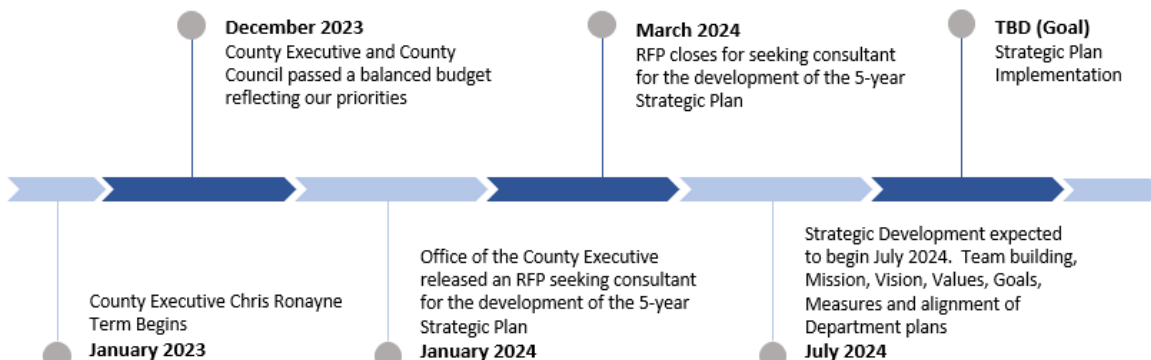 December 2023
County Executive and County
Council passed a balanced budget
reflecting our priorities
March 2024
RFP closes for seeking consultant
for the development of the 5-year
Strategic Plan
TBD (Goal)
Strategic Plan
Implementation
County Executive Chris Ronayne
Term Begins
January 2023
Office of the County Executive
released an RFP seeking consultant
for the development of the 5-year
Strategic Plan
January 2024
Strategic Development expected
to begin July 2024.  Team building,
Mission, Vision, Values, Goals,
Measures and alignment of
Department plans
July 2024